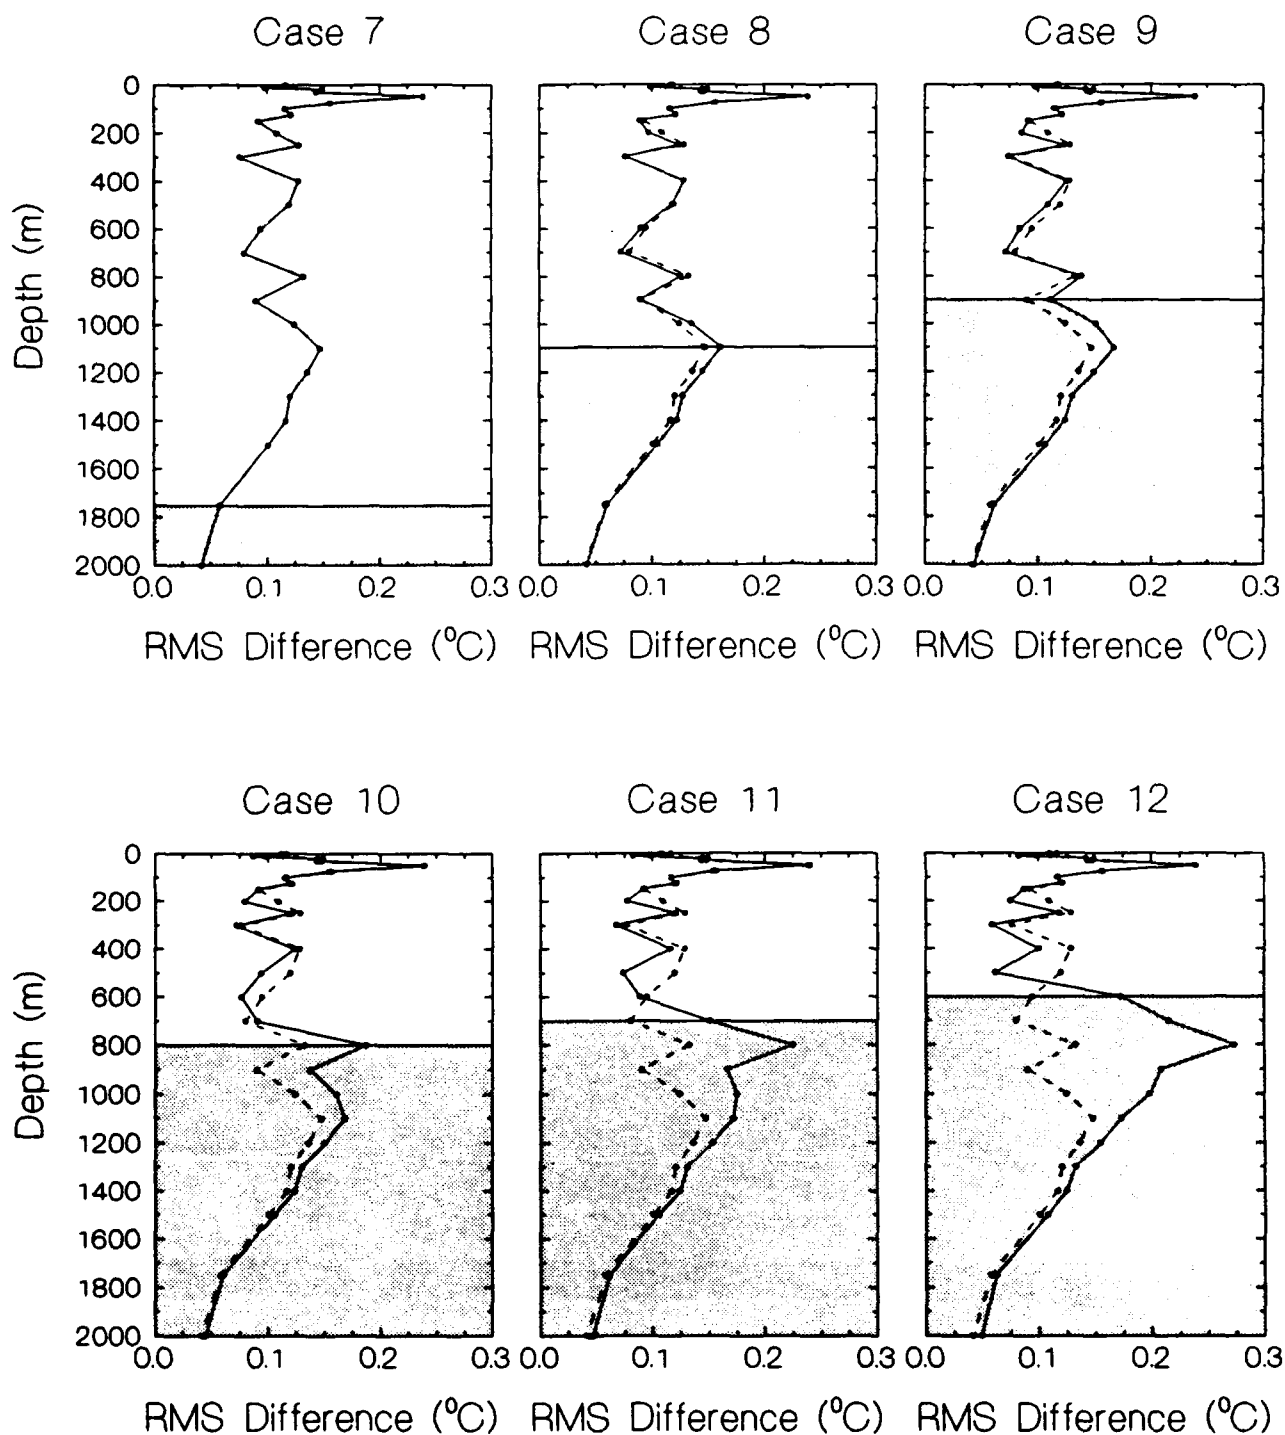 Case 7
Case 8
Case 9
0
200
400
600
800
1000
1200
1400
1600
1800
2000
Depth (m)
0.0 0.1 0.2 0.3
0.0 0.1 0.2 0.3
0.0 0.1 0.2 0.3
RMS Difference (°C)
RMS Difference (°C)
RMS Difference (°C)
Case 10
Case 11
Case 12
0
200
400
600
800
1000
1200
1400
1600
1800
2000
Depth (m)
0.0 0.1 0.2 0.3
0.0 0.1 0.2 0.3
0.0 0.1 0.2 0.3
RMS Difference (°C)
RMS Difference (°C)
RMS Difference (°C)